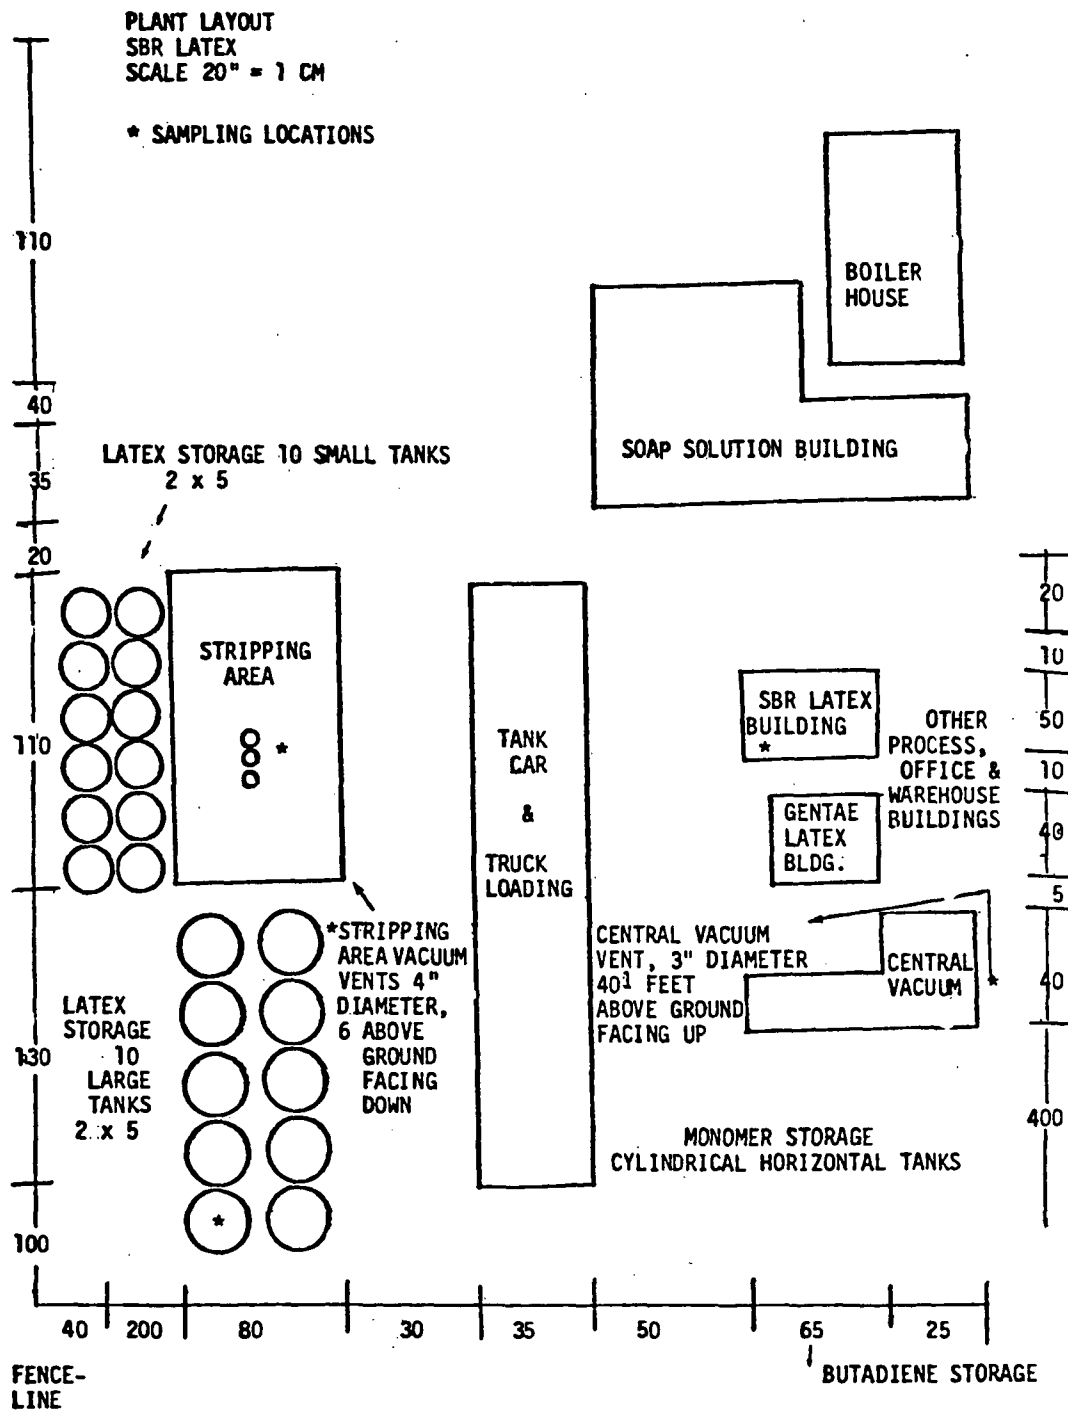 PLANT LAYOUT
SBR LATEX
SCALE 20" = 1 CM
* SAMPLING LOCATIONS
110
40
35
20
110
130
100
LATEX STORAGE 10 SMALL TANKS
2 x 5
BOILER
HOUSE
SOAP SOLUTION BUILDING
STRIPPING
AREA
*
TANK
CAR
&
TRUCK
LOADING
SBR LATEX
BUILDING
*
GENTAE
LATEX
BLDG.
OTHER
PROCESS,
OFFICE &
WAREHOUSE
BUILDINGS
20
10
50
10
40
1
5
40
400
*STRIPPING
AREA VACUUM
VENTS 4"
DIAMETER,
6 ABOVE
GROUND
FACING
DOWN
CENTRAL VACUUM
VENT, 3" DIAMETER
40¹ FEET
ABOVE GROUND
FACING UP
CENTRAL
VACUUM
*
LATEX
STORAGE
10
LARGE
TANKS
2 x 5
*
MONOMER STORAGE
CYLINDRICAL HORIZONTAL TANKS
40 200 80 30 35 50 65 25
FENCE-
LINE
BUTADIENE STORAGE